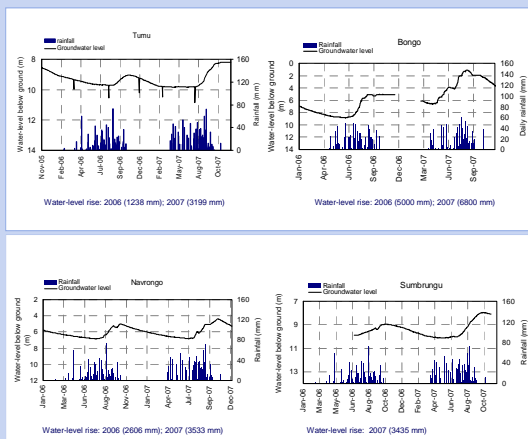 Tumu
rainfall
Groundwater level
Water-level below ground (m)
8
10
12
14
160
120
80
40
0
Rainfall (mm)
Nov-05
Feb-06
Apr-06
Jun-06
Sep-06
Dec-06
Feb-07
May-07
Aug-07
Oct-07
Water-level rise: 2006 (1238 mm); 2007 (3199 mm)
Bongo
Rainfall
Groundwater level
Water-level below ground (m)
0
2
4
6
8
10
12
14
160
140
120
100
80
60
40
20
0
Daily rainfall (mm)
Jan-06
Apr-06
Jun-06
Sep-06
Dec-06
Mar-07
Jun-07
Sep-07
Water-level rise: 2006 (5000 mm); 2007 (6800 mm)
Navrongo
Rainfall
Groundwater level
Water-level below ground (m)
2
4
6
8
10
12
160
120
80
40
0
Rainfall (mm)
Jan-06
Mar-06
Jun-06
Aug-06
Nov-06
Jan-07
Apr-07
Jul-07
Sep-07
Dec-07
Water-level rise: 2006 (2606 mm); 2007 (3533 mm)
Sumbrungu
Rainfall
Groundwater level
Water-level below ground (m)
7
9
11
13
160
120
80
40
0
Rainfall (mm)
Jan-06
Mar-06
May-06
Aug-06
Oct-06
Dec-06
Feb-07
Apr-07
Jun-07
Aug-07
Oct-07
Water-level rise: 2007 (3435 mm)